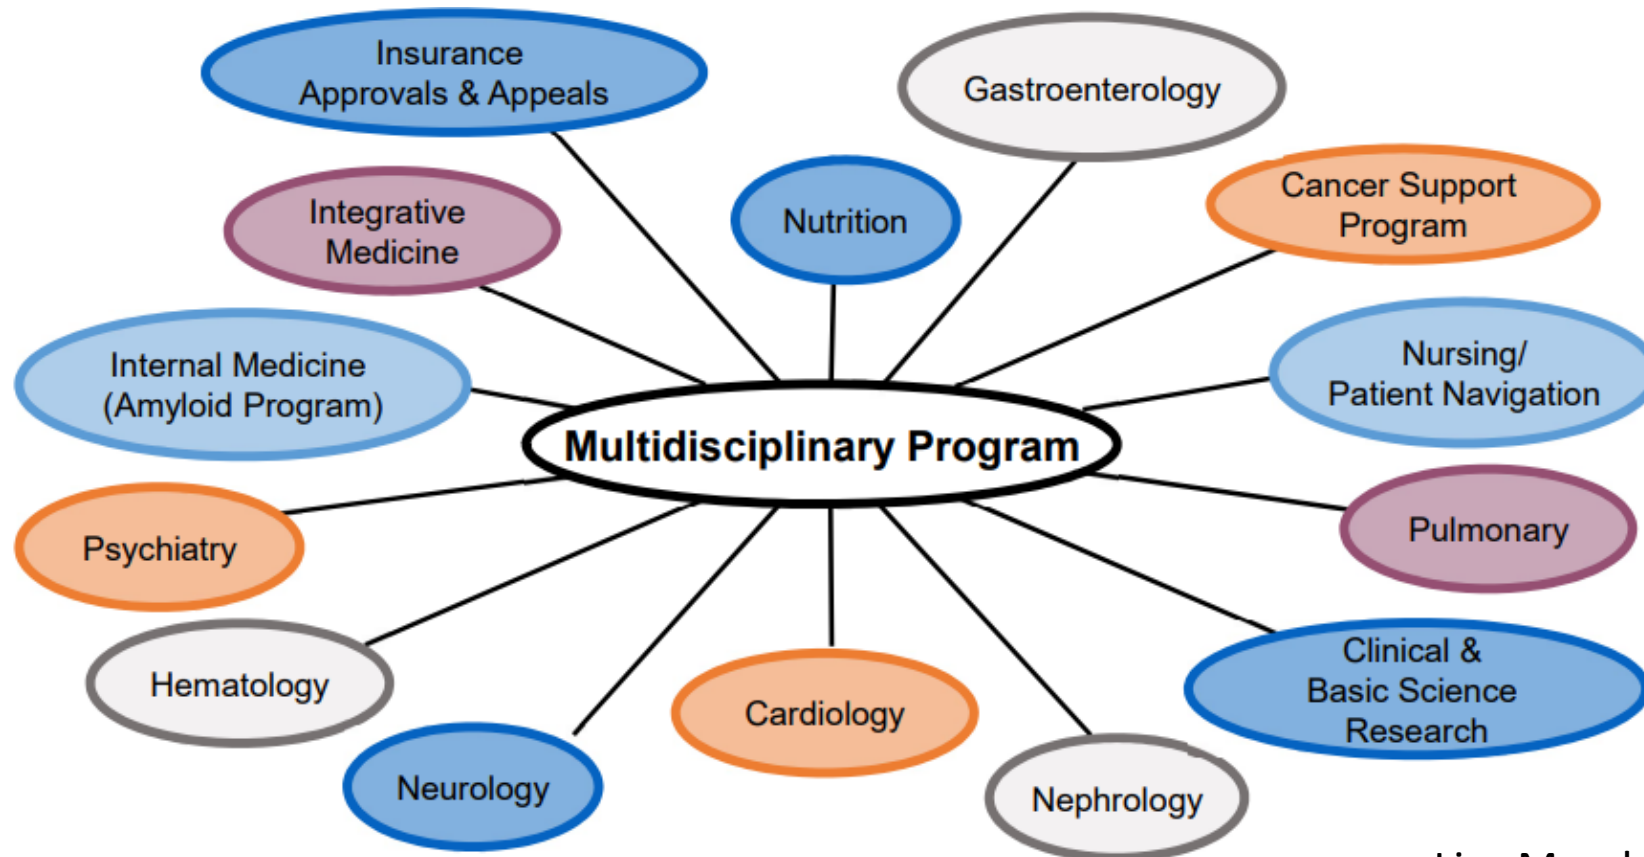 Insurance
Approvals & Appeals
Gastroenterology
Integrative
Medicine
Nutrition
Cancer Support
Program
Internal Medicine
(Amyloid Program)
Nursing/
Patient Navigation
Multidisciplinary Program
Psychiatry
Pulmonary
Hematology
Cardiology
Clinical &
Basic Science
Research
Neurology
Nephrology